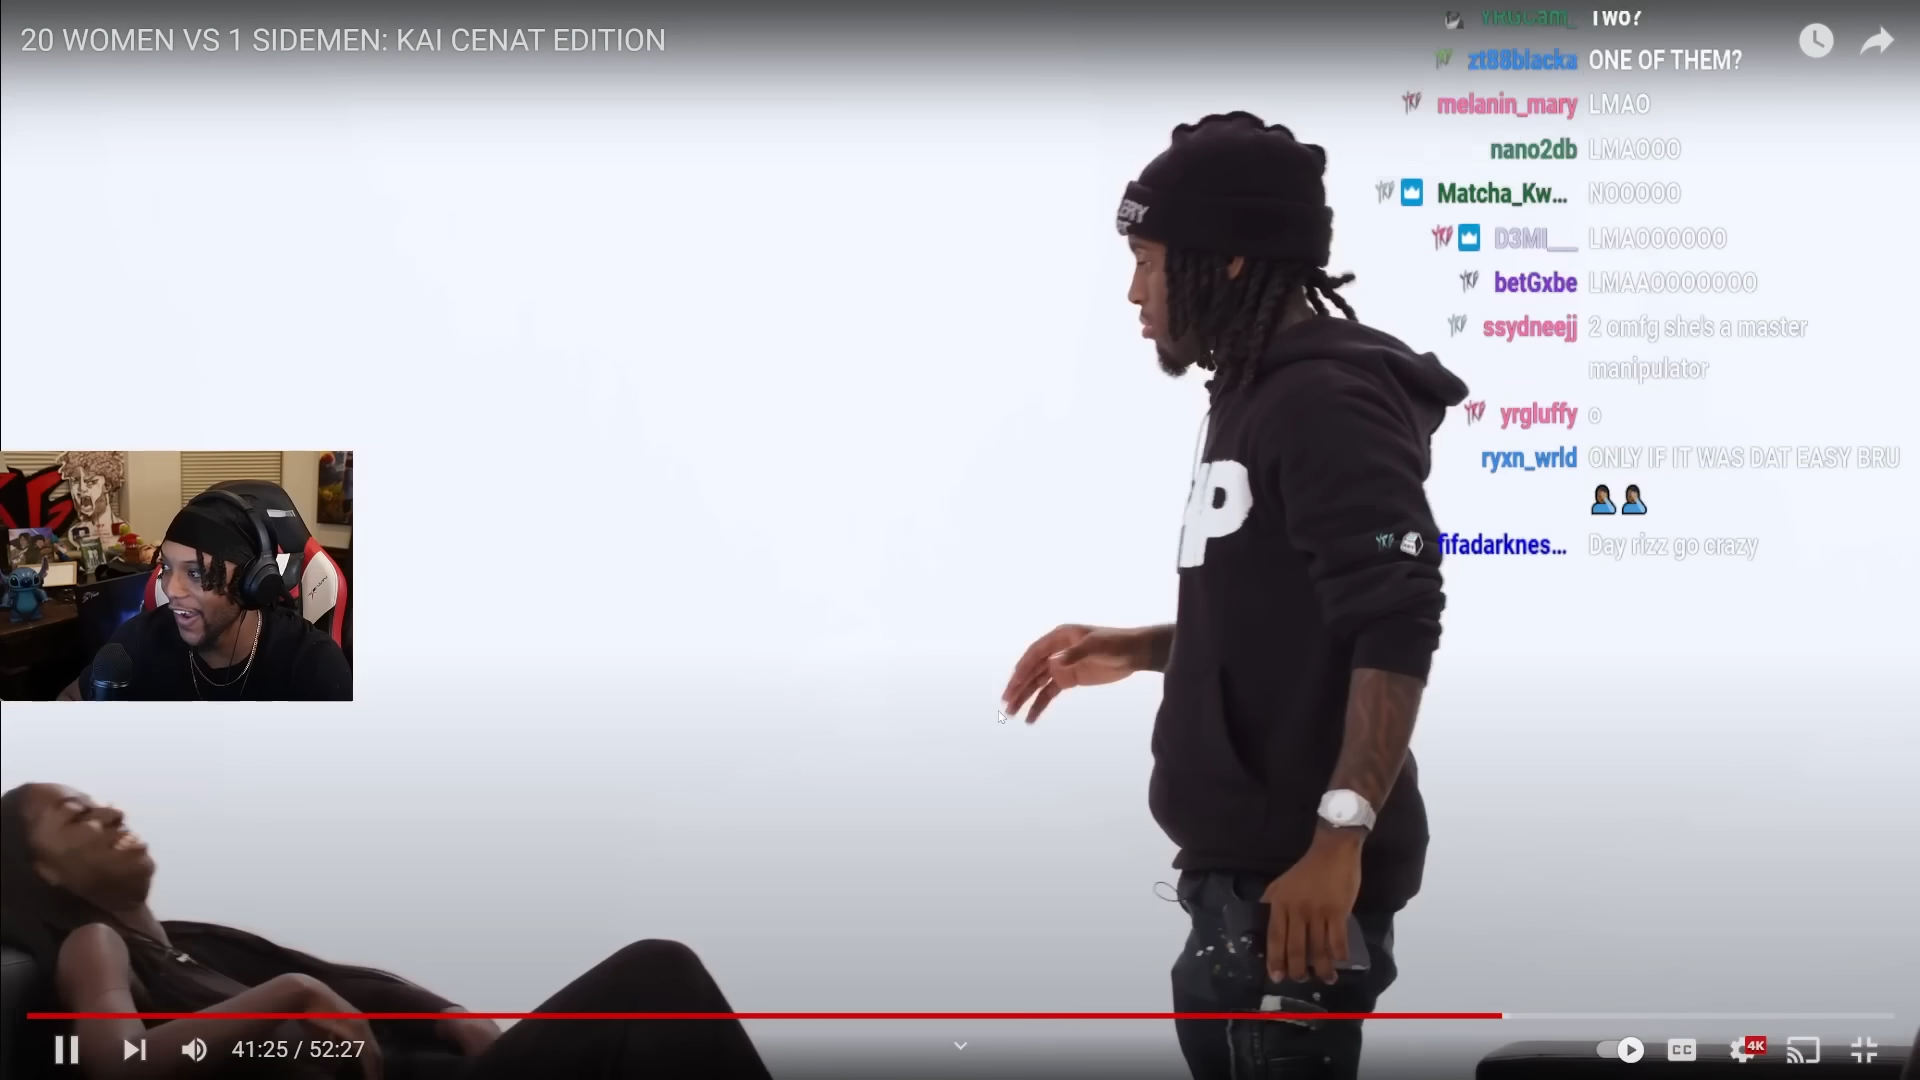 20 WOMEN VS 1 SIDEMEN: KAI CENAT EDITION
YRGCam_ TWO?
zt88blacka ONE OF THEM?
melanin_mary LMAO
nano2db LMAOOO
Matcha_Kw... NOOOOO
D3MI___ LMAOOOOOO
betGxbe LMAAOOOOOOO
ssydneejj 2 omfg she's a master
manipulator
yrgluffy o
ryxn_wrld ONLY IF IT WAS DAT EASY BRU
fifadarknes... Day rizz go crazy
41:25 / 52:27
CC
4K